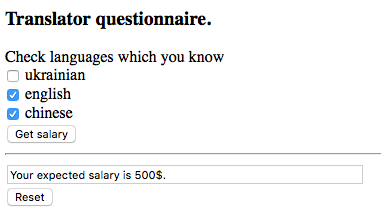 Translator questionnaire.
Check languages which you know
ukrainian
english
chinese
Get salary
Your expected salary is 500$.
Reset